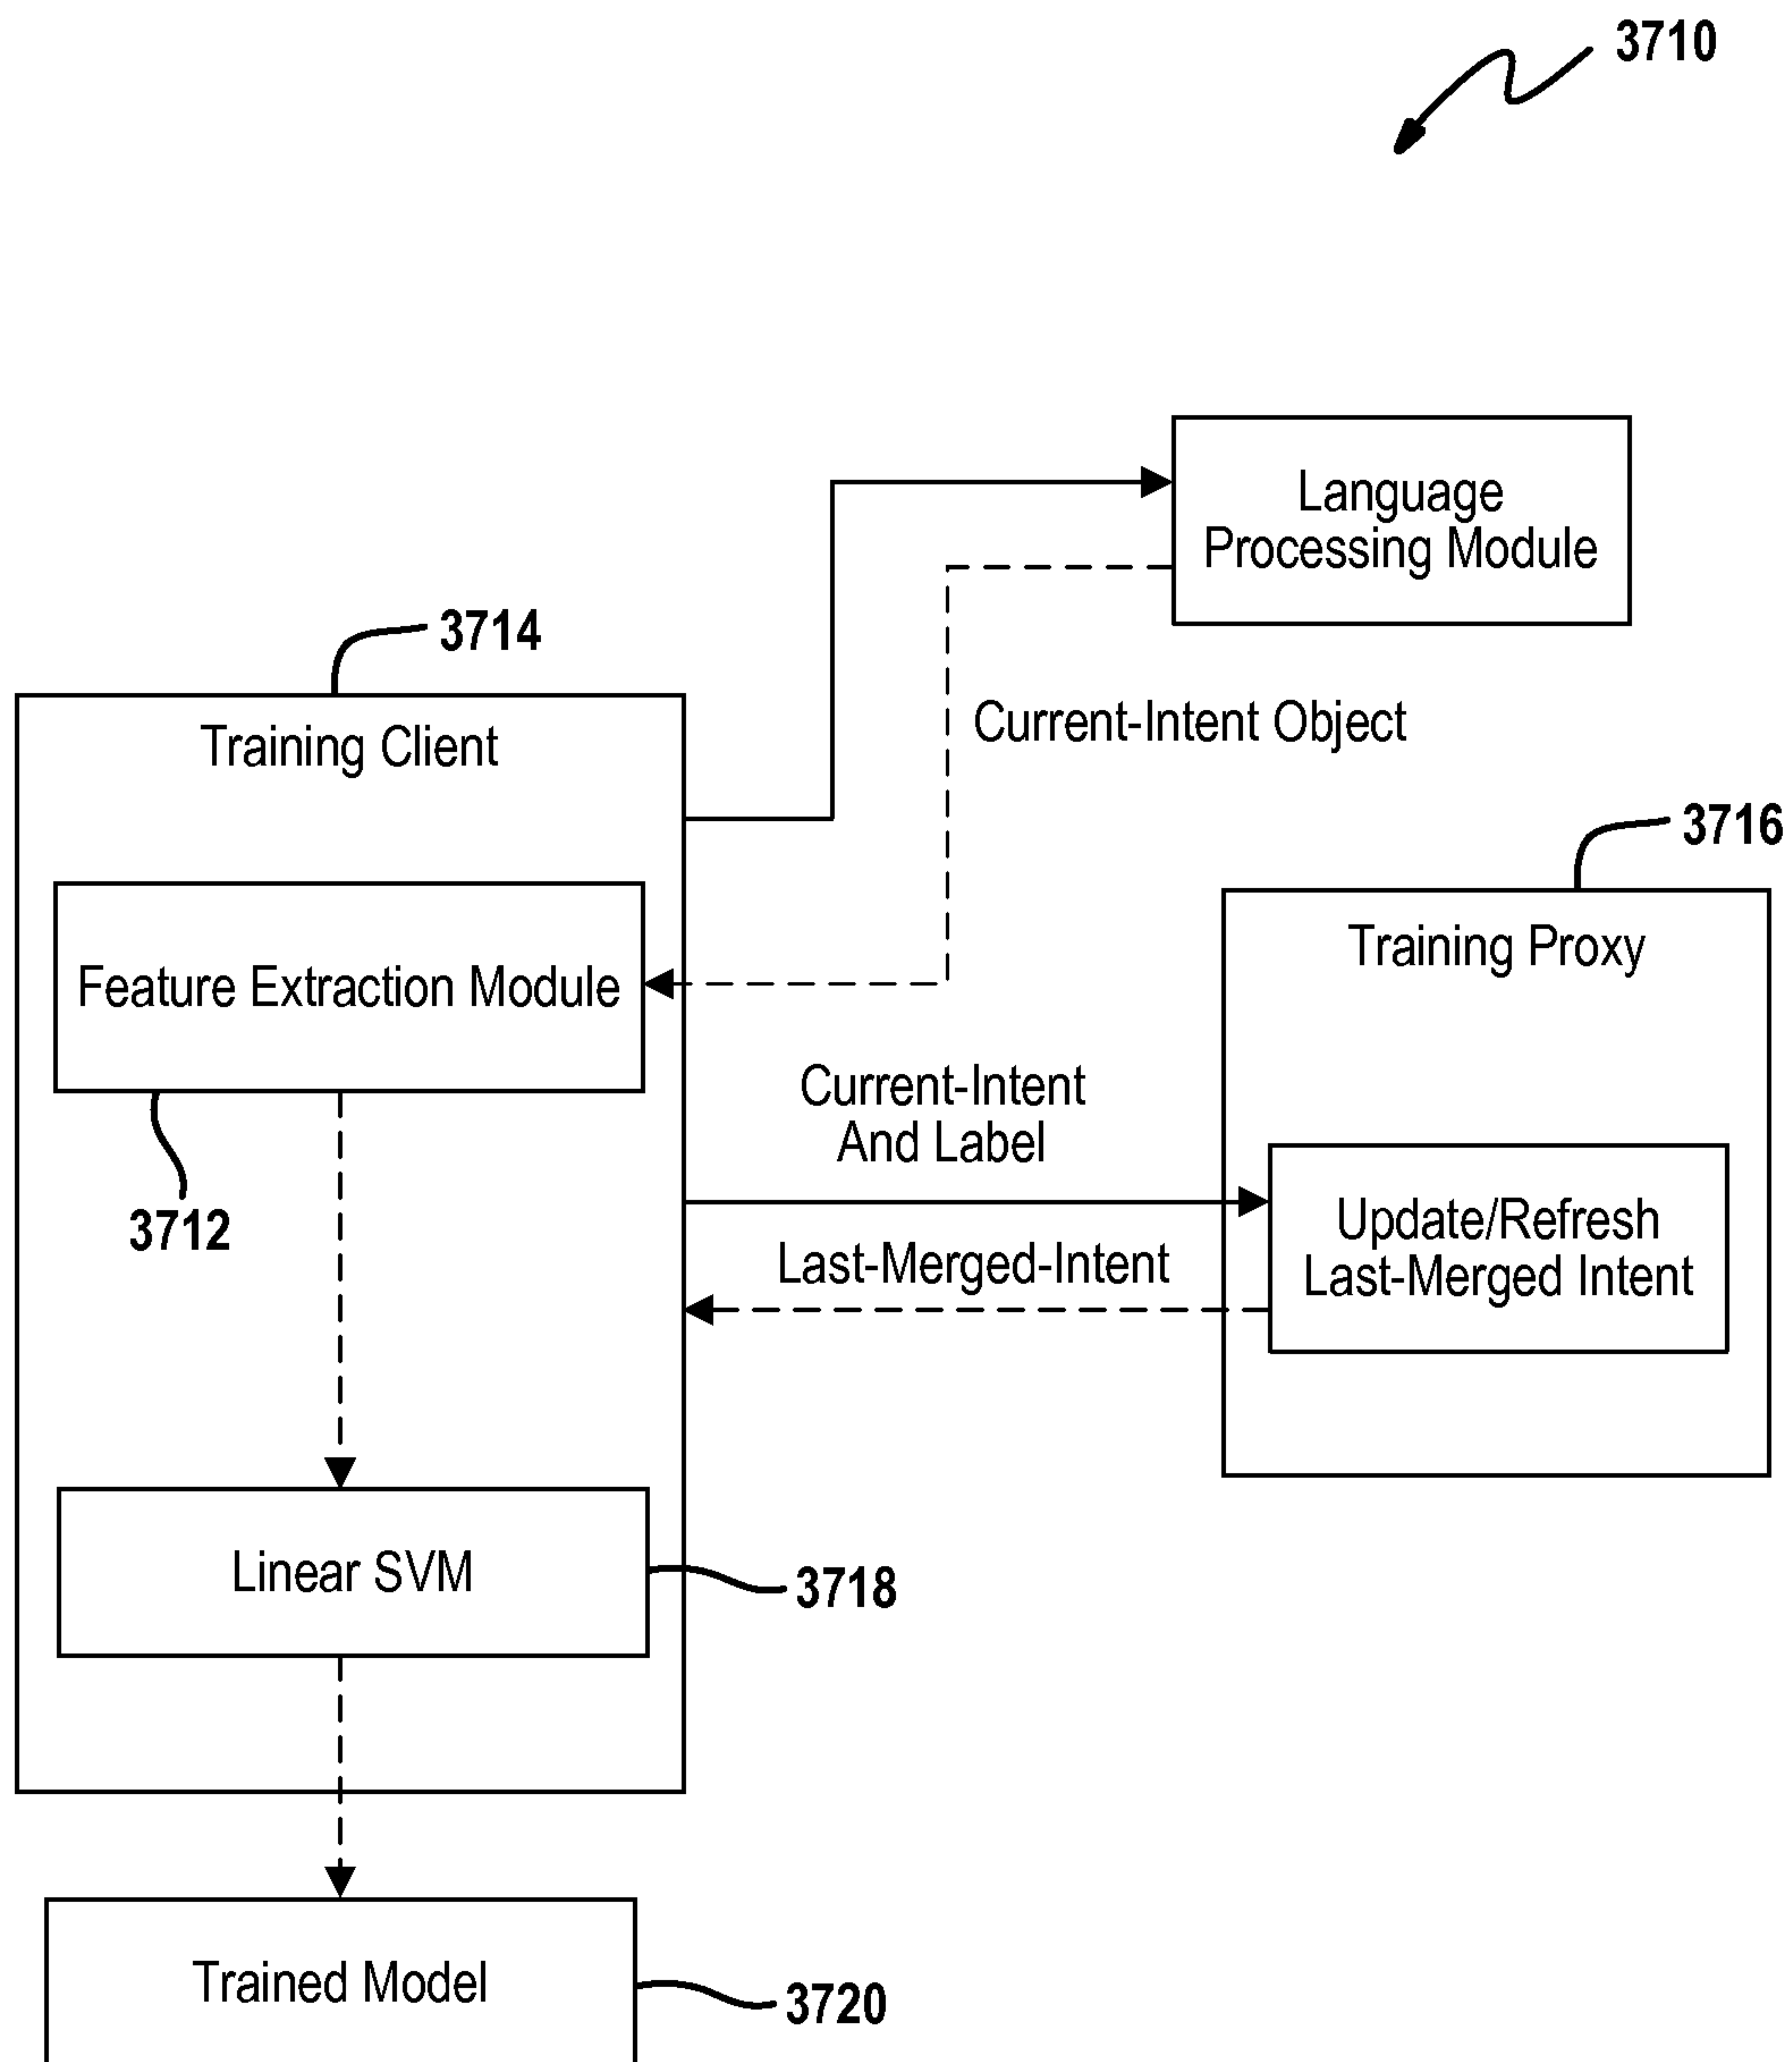 3710
Language
Processing Module
3714
Training Client
Current-Intent Object
3716
Training Proxy
Feature Extraction Module
Current-Intent
And Label
3712
Update/Refresh
Last-Merged Intent
Last-Merged-Intent
Linear SVM
3718
Trained Model
3720